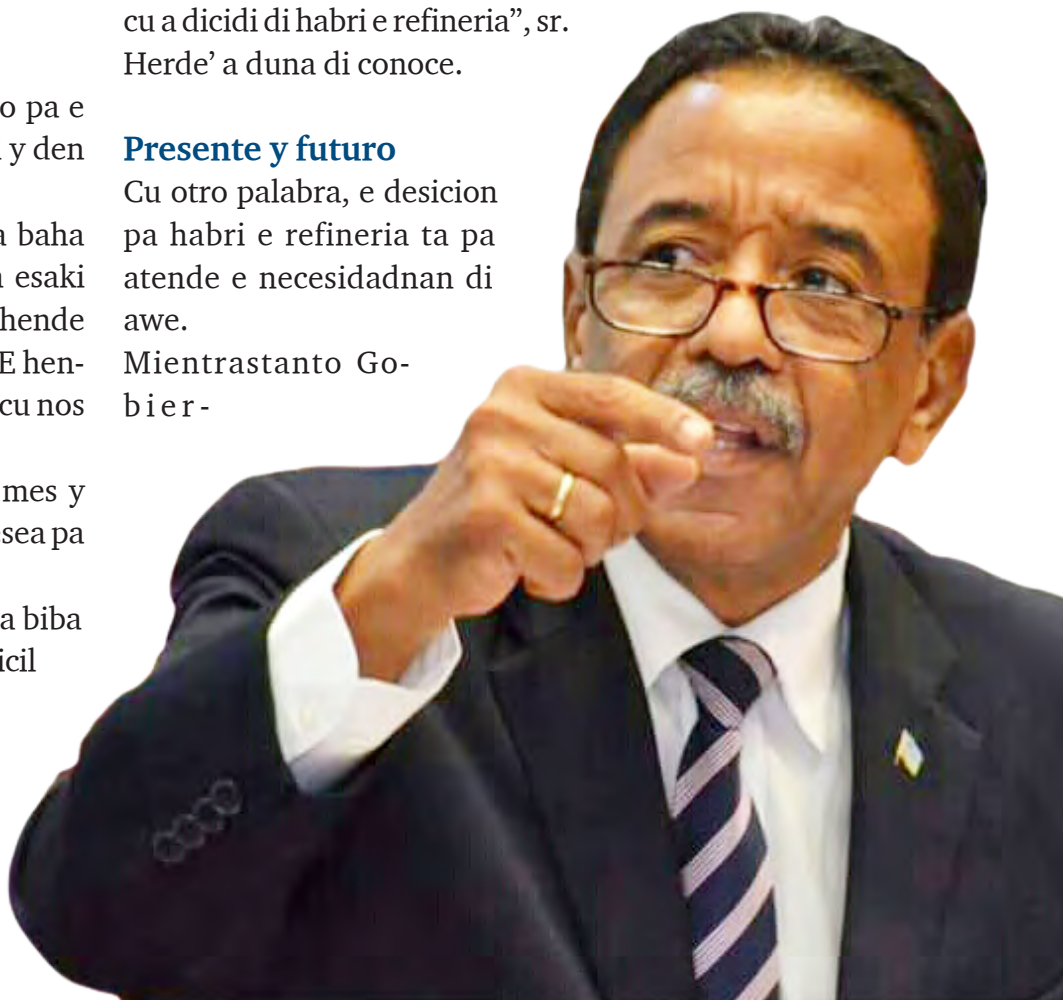 o pa e
y den
baha
esaki
hende
E hen-
cu nos
mes y
sea pa
a biba
icil
cu a dicidi di habri e refineria”, sr.
Herde’ a duna di conoce.
Presente y futuro
Cu otro palabra, e desicion
pa habri e refineria ta pa
atende e necesidadnan di
awe.
Mientrastanto Go-
bier-